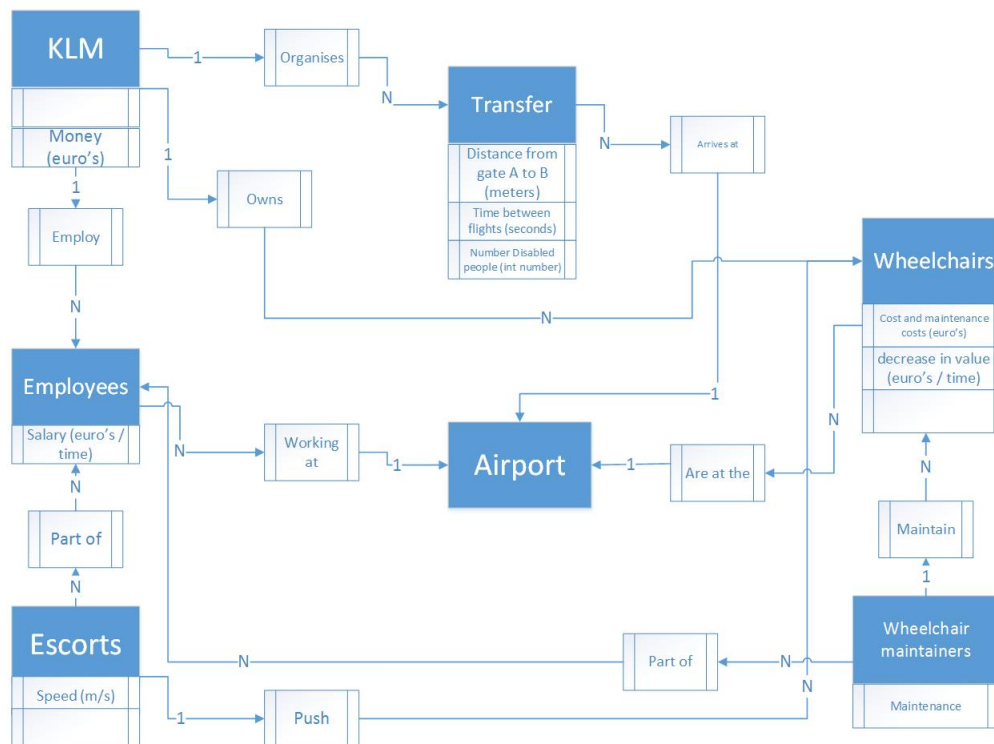 KLM
1
Organises
N
Transfer
N
Arrives at
Money
(euro's)
1
Owns
1
Employ
N
Distance from
gate A to B
(meters)
Time between
flights (seconds)
Number Disabled
people (int number)
N
Wheelchairs
Cost and maintenance
costs (euro's)
decrease in value
(euro's / time)
N
Employees
Salary (euro's /
time)
N
Working
at
1
Airport
1
1
Are at the
N
Part of
N
Maintain
1
N
Escorts
Speed (m/s)
1
Push
N
N
Part of
N
Wheelchair
maintainers
Maintenance